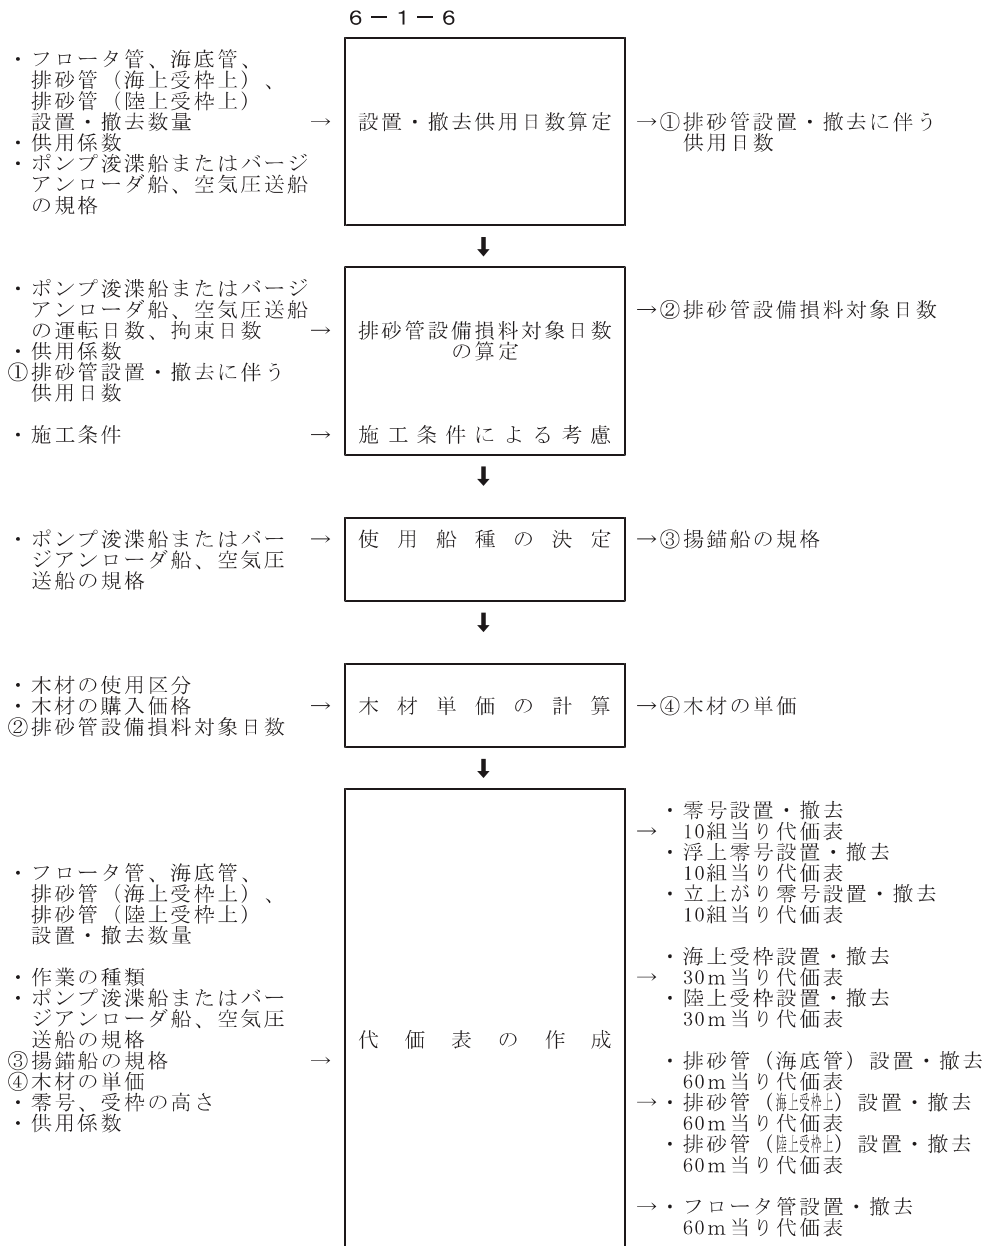 ６－１－６
・フロータ管、海底管、
排砂管（海上受枠上）、
排砂管（陸上受枠上）
設置・撤去数量 →
・供用係数
・ポンプ浚渫船またはバージ
アンローダ船、空気圧送船
の規格
設置・撤去供用日数算定
→①排砂管設置・撤去に伴う
供用日数
⬇
・ポンプ浚渫船またはバージ
アンローダ船、空気圧送船
の運転日数、拘束日数 →
・供用係数
①排砂管設置・撤去に伴う
供用日数
・施工条件 →
排砂管設備損料対象日数
の算定
施工条件による考慮
→②排砂管設備損料対象日数
⬇
・ポンプ浚渫船またはバー →
ジアンローダ船、空気圧
送船の規格
使用船種の決定
→③揚錨船の規格
⬇
・木材の使用区分
・木材の購入価格 →
②排砂管設備損料対象日数
木材単価の計算
→④木材の単価
⬇
・フロータ管、海底管、
排砂管（海上受枠上）、
排砂管（陸上受枠上）
設置・撤去数量
・作業の種類
・ポンプ浚渫船またはバー
ジアンローダ船、空気圧
送船の規格
③揚錨船の規格 →
④木材の単価
・零号、受枠の高さ
・供用係数
代価表の作成
・零号設置・撤去
→ 10組当り代価表
・浮上零号設置・撤去
10組当り代価表
・立上がり零号設置・撤去
10組当り代価表
・海上受枠設置・撤去
→ 30ｍ当り代価表
・陸上受枠設置・撤去
30ｍ当り代価表
・排砂管（海底管）設置・撤去
60ｍ当り代価表
→・排砂管（海上受枠上）設置・撤去
60ｍ当り代価表
・排砂管（陸上受枠上）設置・撤去
60ｍ当り代価表
→・フロータ管設置・撤去
60ｍ当り代価表